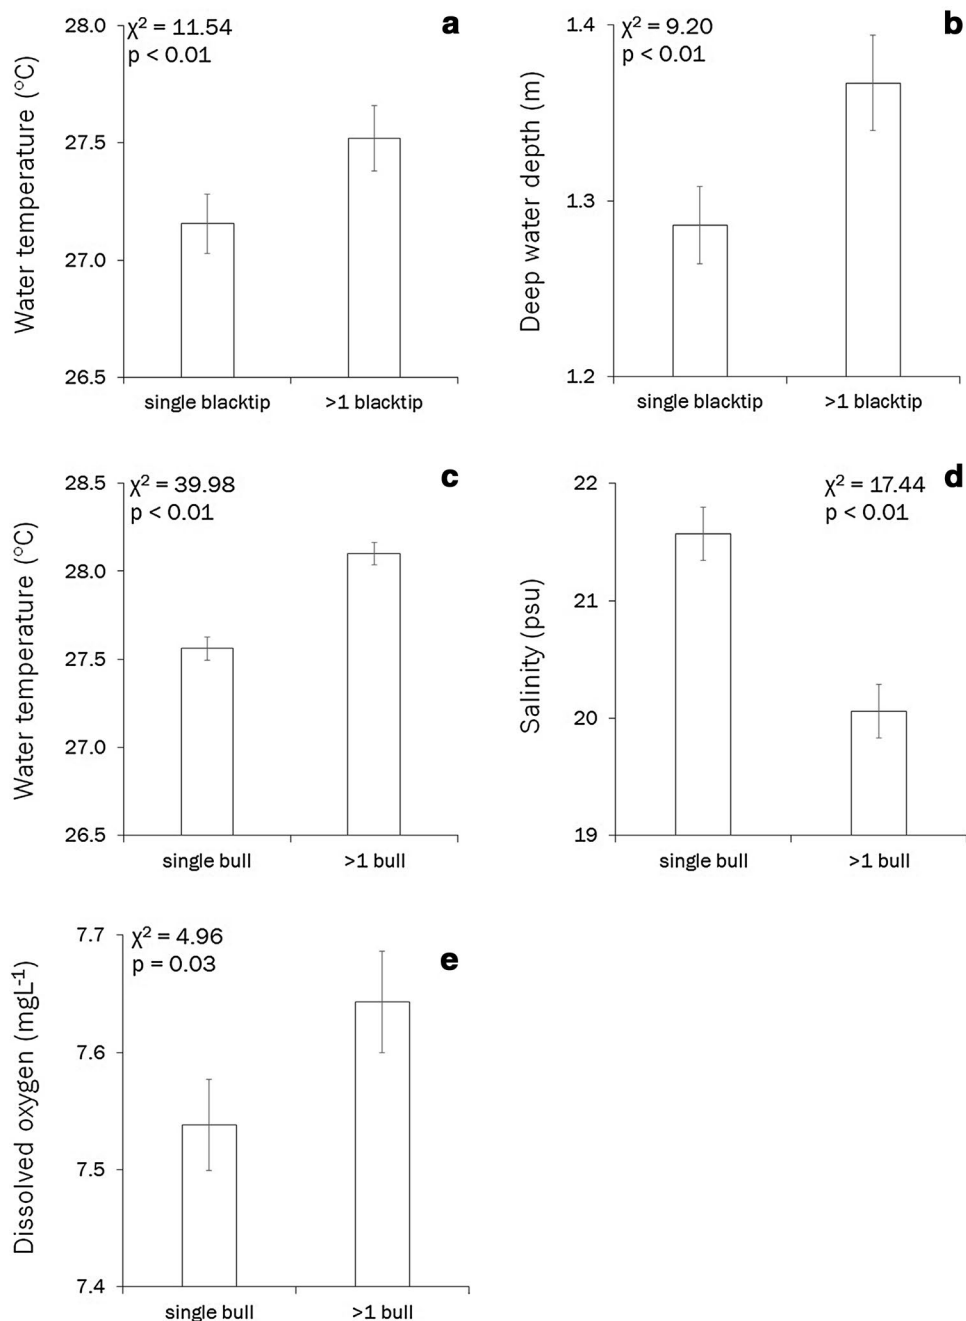 a
χ² = 11.54
p < 0.01
Water temperature (°C)
28.0
27.5
27.0
26.5
single blacktip
>1 blacktip
b
χ² = 9.20
p < 0.01
Deep water depth (m)
1.4
1.3
1.2
single blacktip
>1 blacktip
c
χ² = 39.98
p < 0.01
Water temperature (°C)
28.5
28.0
27.5
27.0
26.5
single bull
>1 bull
d
χ² = 17.44
p < 0.01
Salinity (psu)
22
21
20
19
single bull
>1 bull
e
χ² = 4.96
p = 0.03
Dissolved oxygen (mgL⁻¹)
7.7
7.6
7.5
7.4
single bull
>1 bull